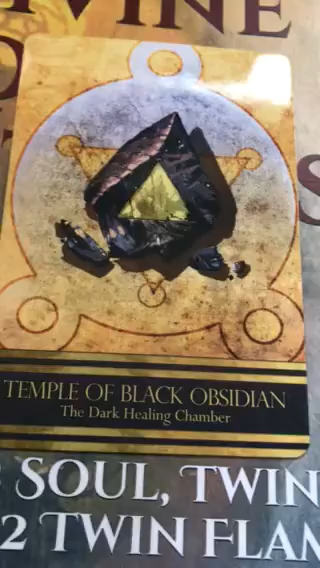 TEMPLE OF BLACK OBSIDIAN
The Dark Healing Chamber
SOUL, TWIN
2 TWIN FLAM